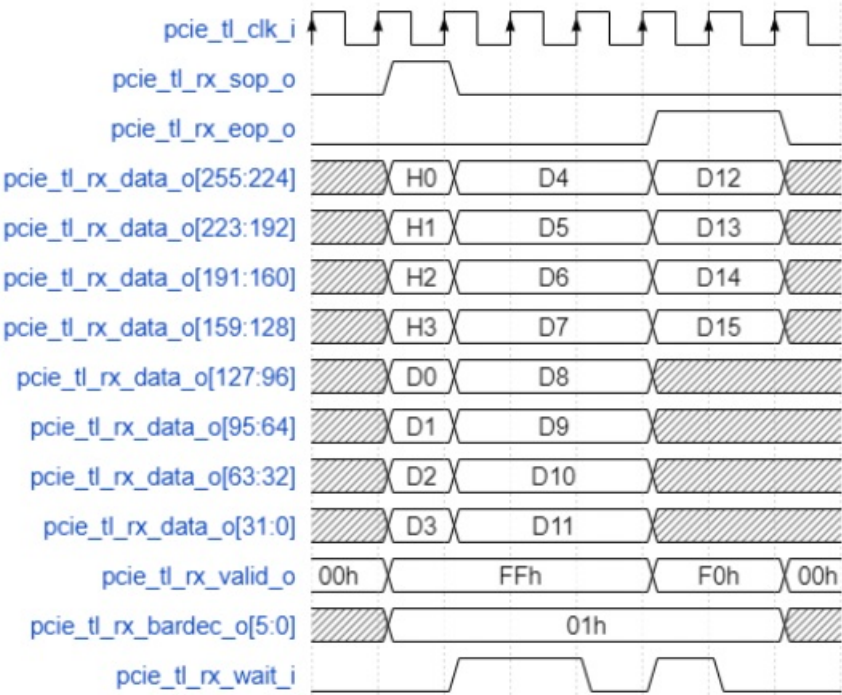 pcie_tl_clk_i
pcie_tl_rx_sop_o
pcie_tl_rx_eop_o
pcie_tl_rx_data_o[255:224] H0 D4 D12
pcie_tl_rx_data_o[223:192] H1 D5 D13
pcie_tl_rx_data_o[191:160] H2 D6 D14
pcie_tl_rx_data_o[159:128] H3 D7 D15
pcie_tl_rx_data_o[127:96] D0 D8
pcie_tl_rx_data_o[95:64] D1 D9
pcie_tl_rx_data_o[63:32] D2 D10
pcie_tl_rx_data_o[31:0] D3 D11
pcie_tl_rx_valid_o 00h FFh F0h 00h
pcie_tl_rx_bardec_o[5:0] 01h
pcie_tl_rx_wait_i